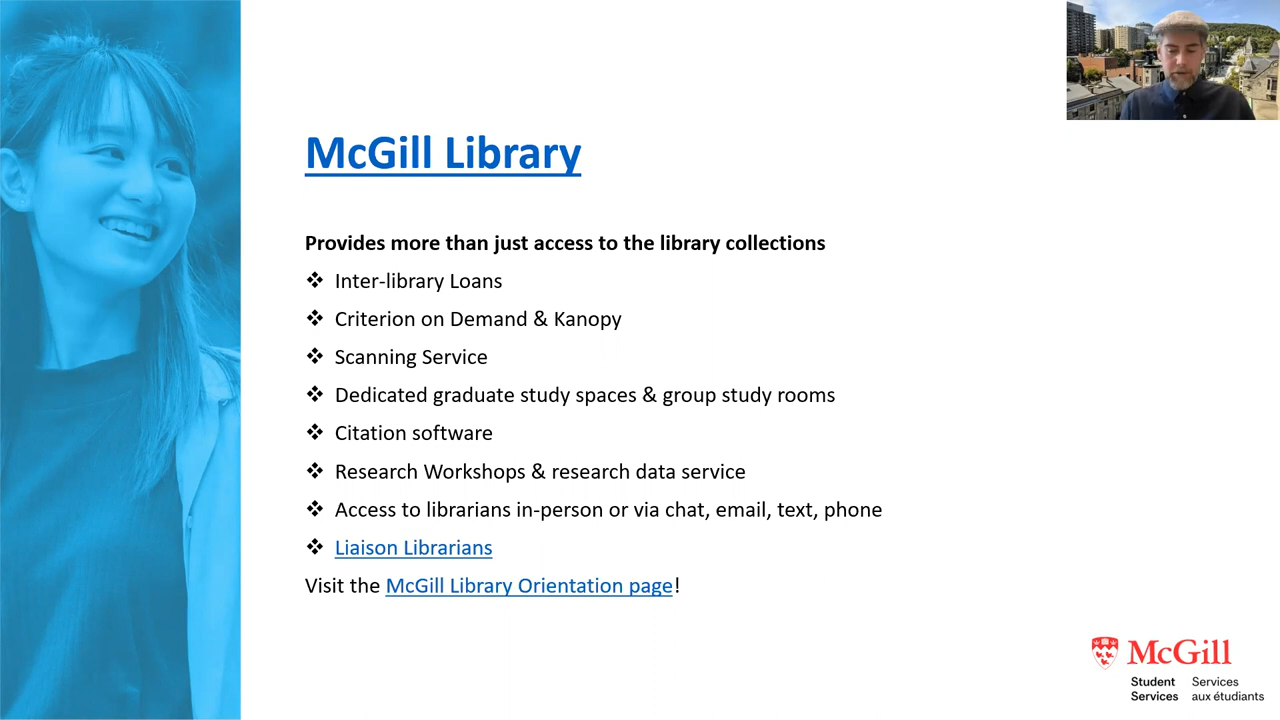 McGill Library
Provides more than just access to the library collections
❖ Inter-library Loans
❖ Criterion on Demand & Kanopy
❖ Scanning Service
❖ Dedicated graduate study spaces & group study rooms
❖ Citation software
❖ Research Workshops & research data service
❖ Access to librarians in-person or via chat, email, text, phone
❖ Liaison Librarians
Visit the McGill Library Orientation page!
McGill
Student Services
Services aux étudiants